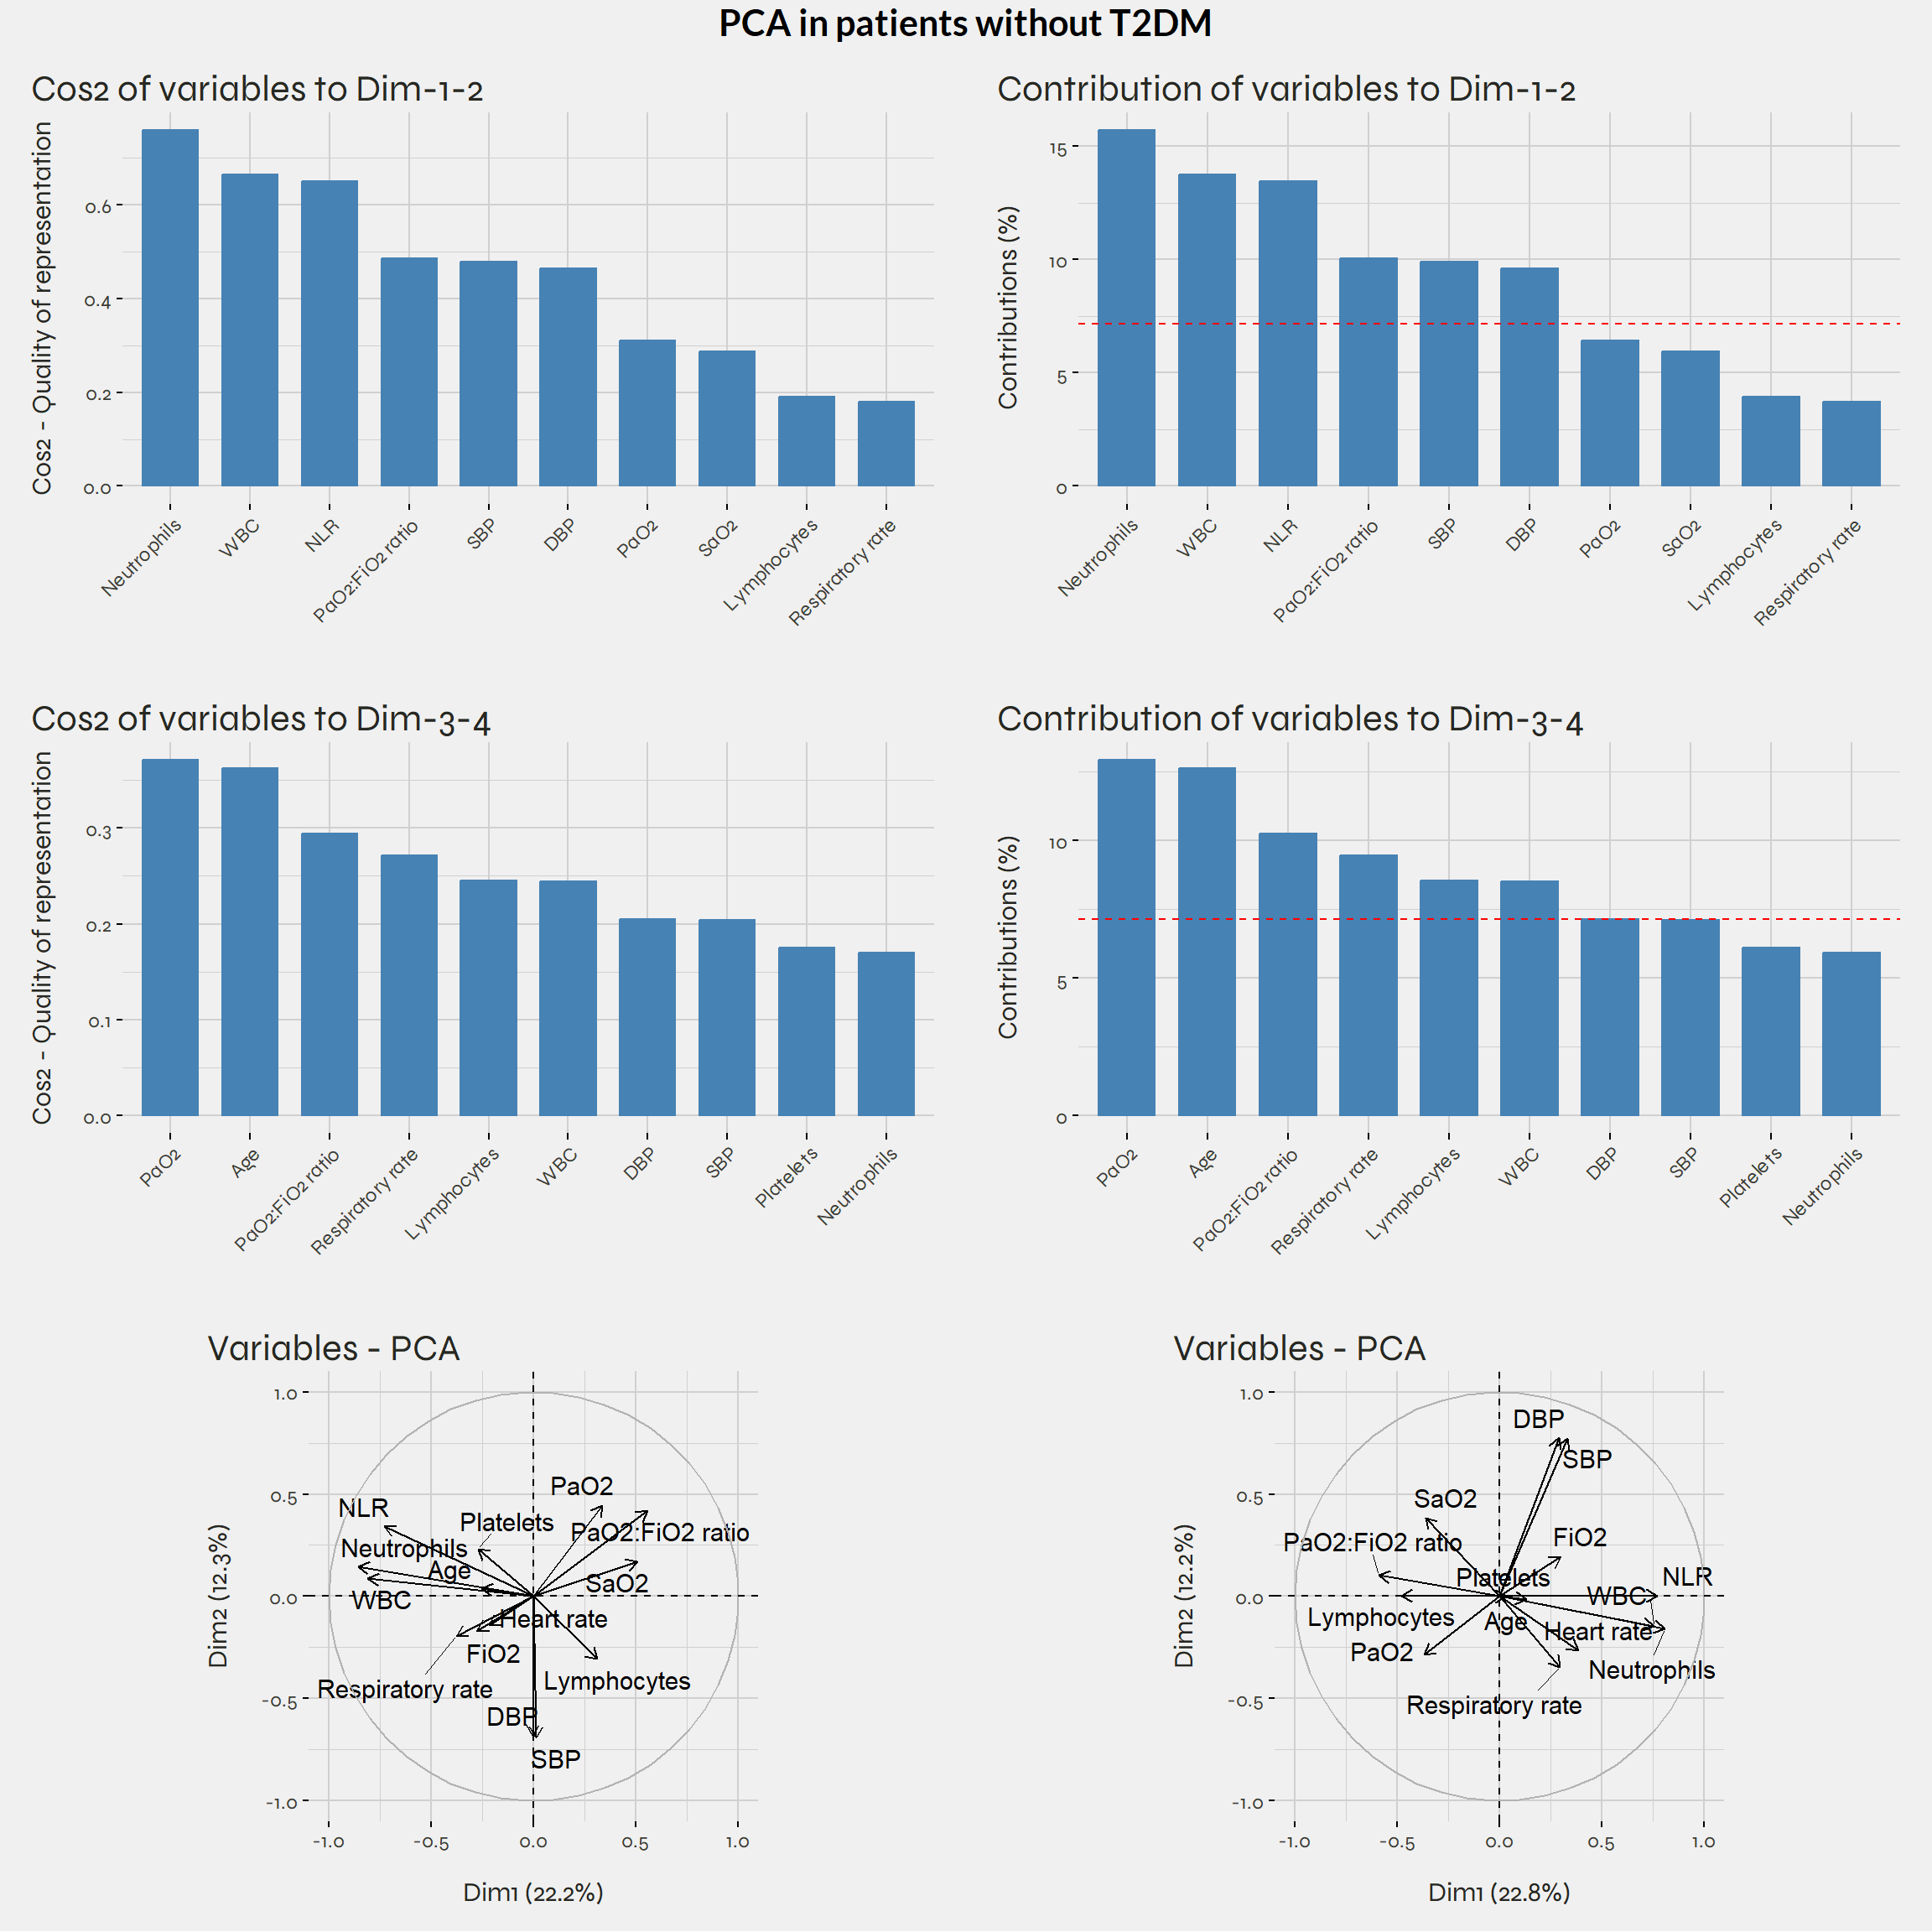 PCA in patients without T2DM
Cos2 of variables to Dim-1-2
Cos2 - Quality of representation
0.6
0.4
0.2
0.0
Neutrophils
WBC
NLR
PaO2:FiO2 ratio
SBP
DBP
PaO2
SaO2
Lymphocytes
Respiratory rate
Contribution of variables to Dim-1-2
Contributions (%)
15
10
5
0
Neutrophils
WBC
NLR
PaO2:FiO2 ratio
SBP
DBP
PaO2
SaO2
Lymphocytes
Respiratory rate
Cos2 of variables to Dim-3-4
Cos2 - Quality of representation
0.3
0.2
0.1
0.0
PaO2
Age
PaO2:FiO2 ratio
Respiratory rate
Lymphocytes
WBC
DBP
SBP
Platelets
Neutrophils
Contribution of variables to Dim-3-4
Contributions (%)
10
5
0
PaO2
Age
PaO2:FiO2 ratio
Respiratory rate
Lymphocytes
WBC
DBP
SBP
Platelets
Neutrophils
Variables - PCA
Dim2 (12.3%)
1.0
0.5
0.0
-0.5
-1.0
PaO2
NLR
Platelets
PaO2:FiO2 ratio
Neutrophils
Age
SaO2
WBC
Heart rate
FiO2
Lymphocytes
Respiratory rate
DBP
SBP
-1.0
-0.5
0.0
0.5
1.0
Dim1 (22.2%)
Variables - PCA
Dim2 (12.2%)
1.0
0.5
0.0
-0.5
-1.0
DBP
SBP
SaO2
FiO2
PaO2:FiO2 ratio
Platelets
NLR
WBC
Lymphocytes
Age
Heart rate
PaO2
Neutrophils
Respiratory rate
-1.0
-0.5
0.0
0.5
1.0
Dim1 (22.8%)